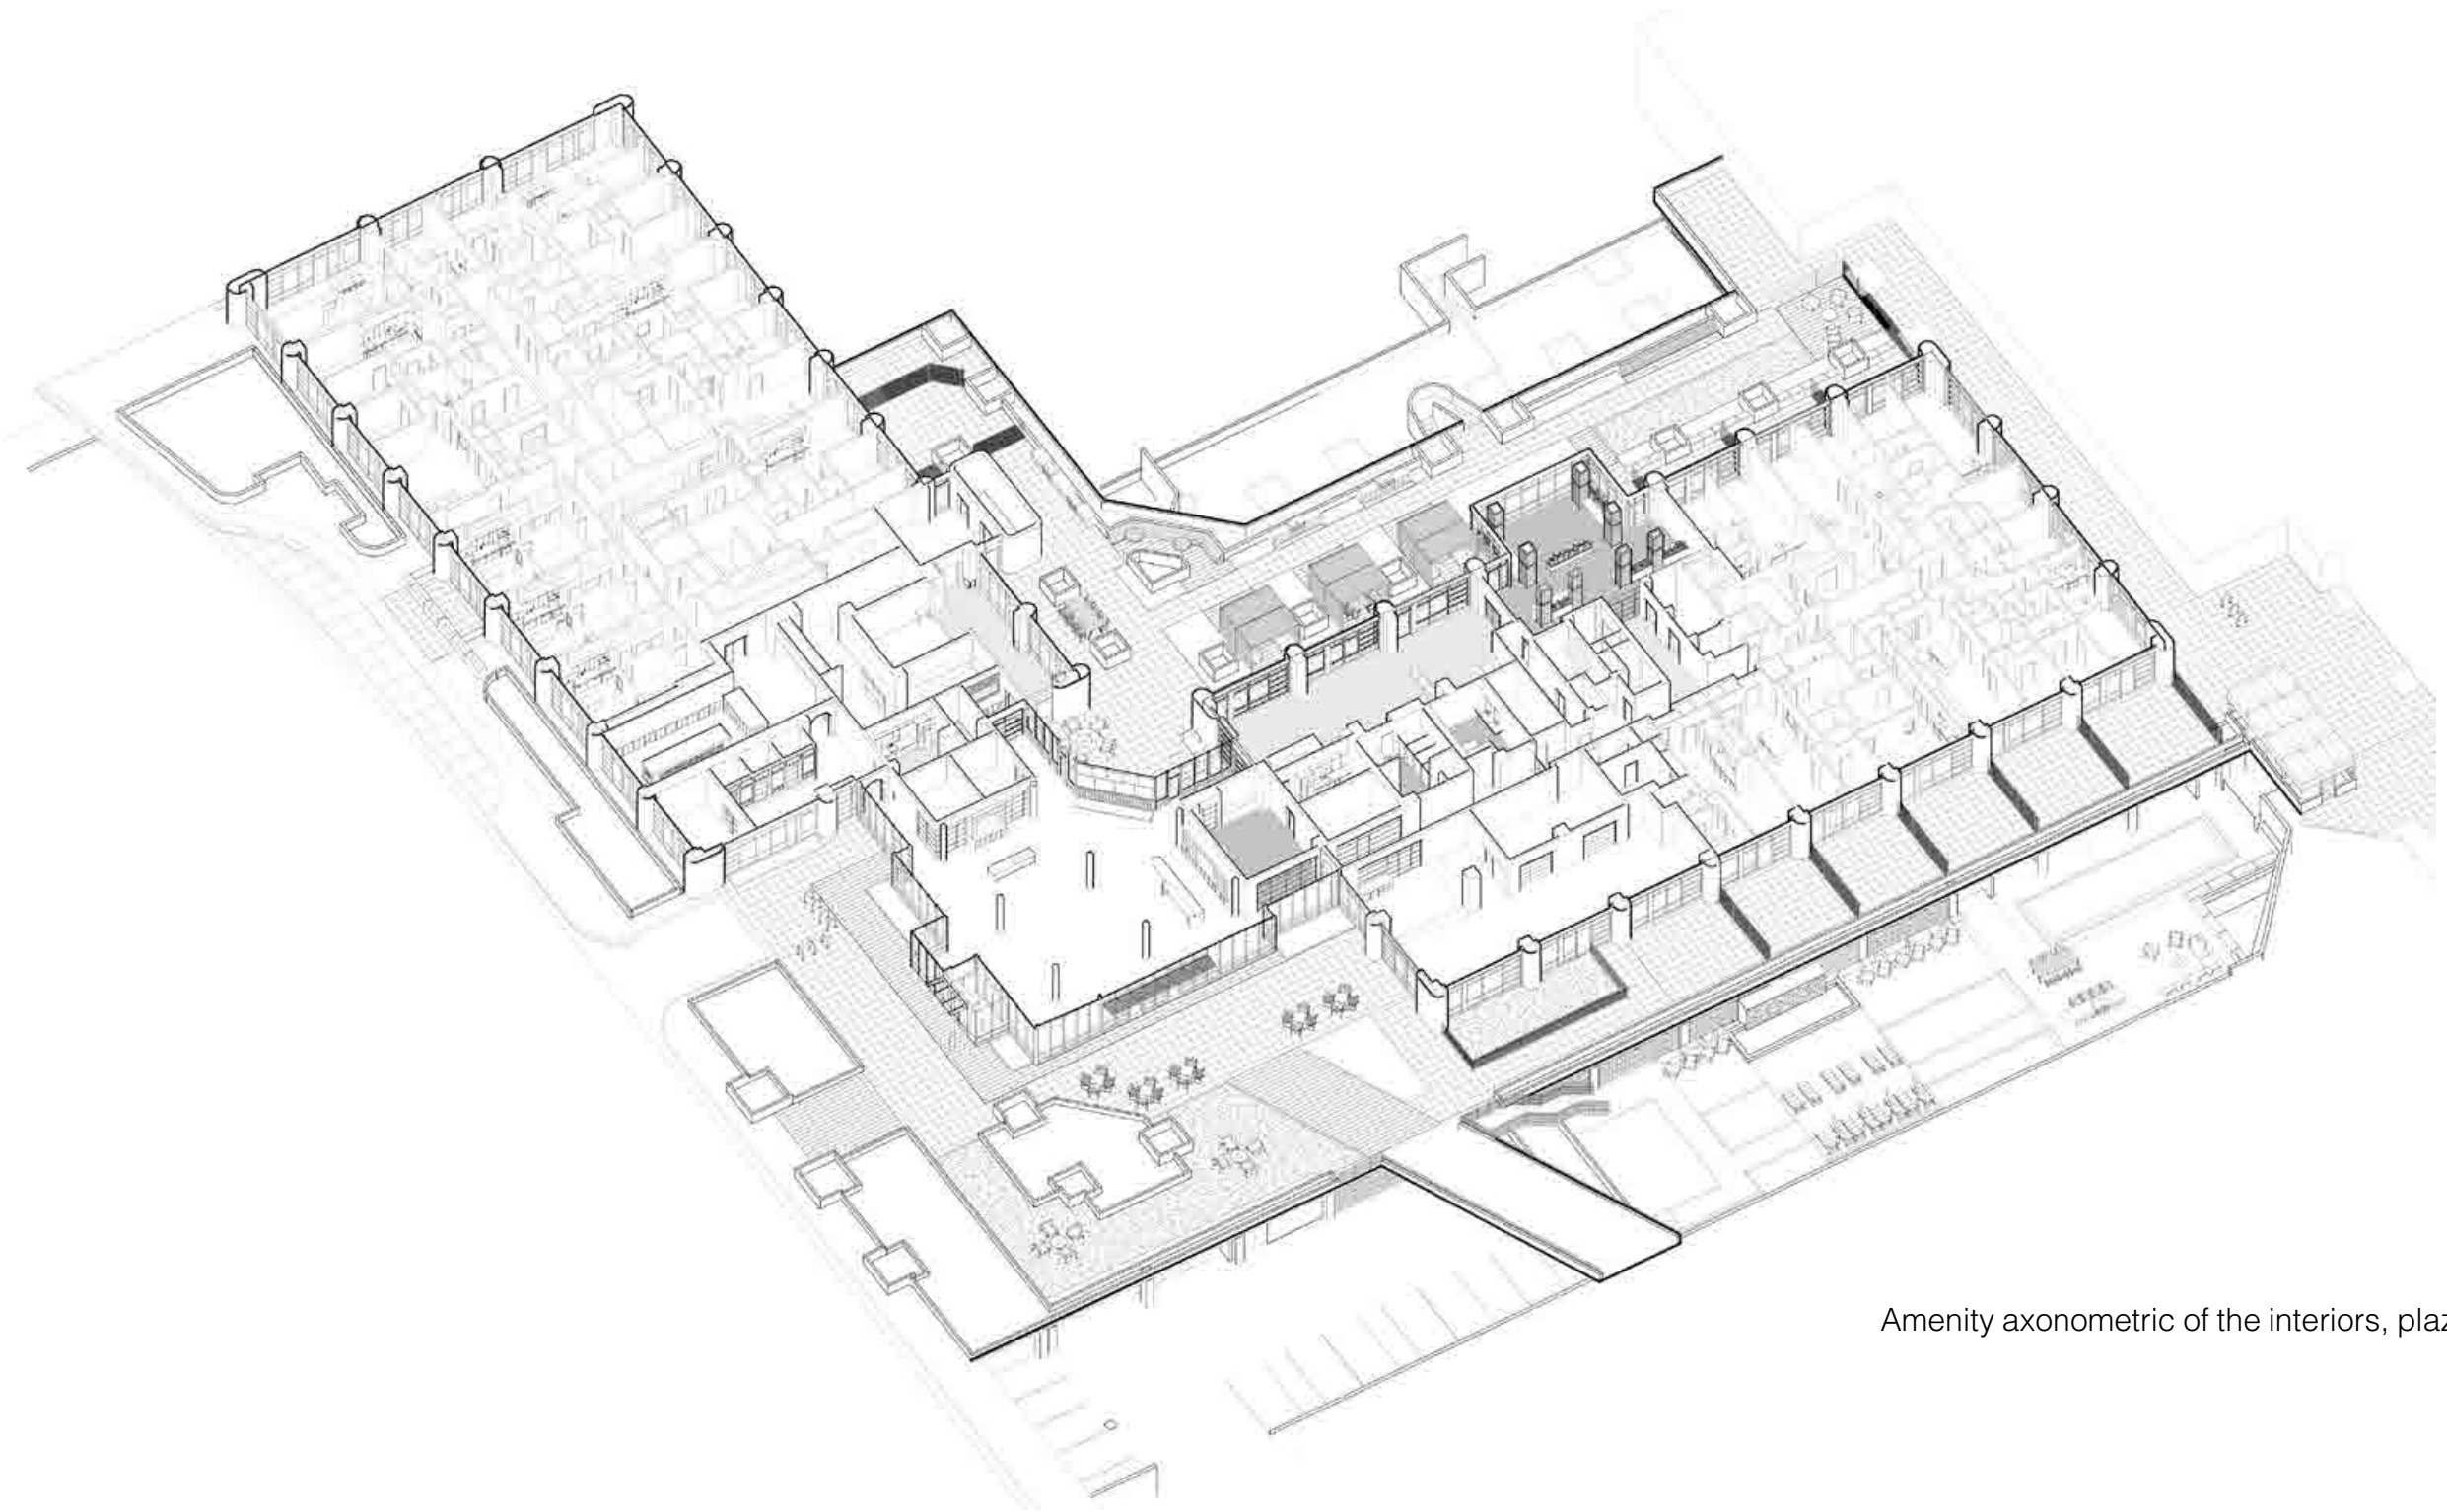 Amenity axonometric of the interiors, plaz